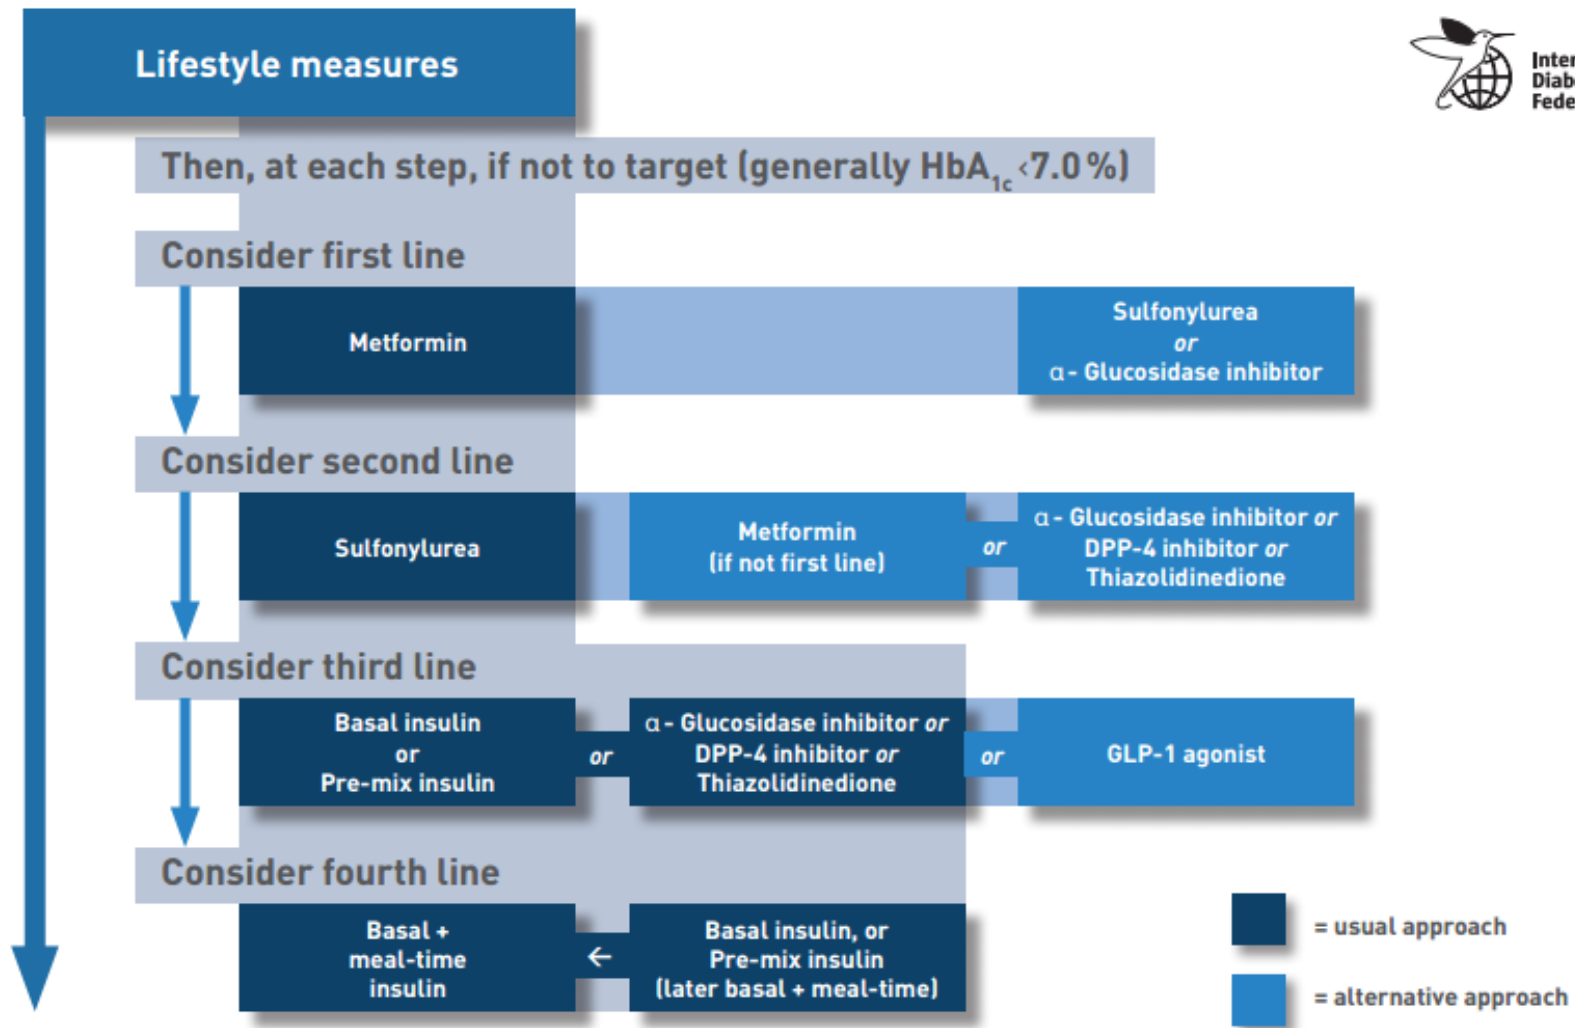 Lifestyle measures
Inter
Diab
Fede
Then, at each step, if not to target (generally HbA1c <7.0%)
Consider first line
Metformin
Sulfonylurea
or
α- Glucosidase inhibitor
Consider second line
Sulfonylurea
Metformin
(if not first line)
or
α- Glucosidase inhibitor or
DPP-4 inhibitor or
Thiazolidinedione
Consider third line
Basal insulin
or
Pre-mix insulin
or
α- Glucosidase inhibitor or
DPP-4 inhibitor or
Thiazolidinedione
or
GLP-1 agonist
Consider fourth line
Basal +
meal-time
insulin
←
Basal insulin, or
Pre-mix insulin
(later basal + meal-time)
= usual approach
= alternative approach